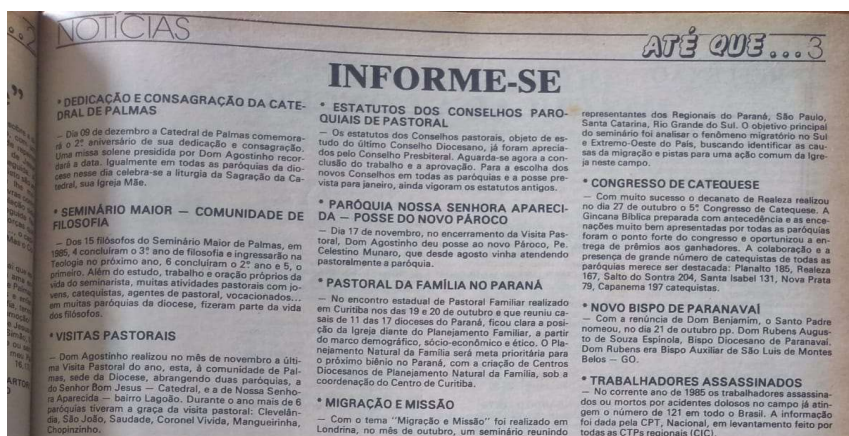 NOTÍCIAS
ATÉ QUE...3
INFORME-SE
* DEDICAÇÃO E CONSAGRAÇÃO DA CATE-
DRAL DE PALMAS
— Dia 09 de dezembro a Catedral de Palmas comemora-
rá o 2º aniversário de sua dedicação e consagração.
Uma missa solene presidida por Dom Agostinho recor-
dará a data. Igualmente em todas as paróquias da dio-
cese nesse dia celebra-se a liturgia da Sagração da Ca-
tedral, sua Igreja Mãe.
* SEMINÁRIO MAIOR — COMUNIDADE DE
FILOSOFIA
— Dos 15 filósofos do Seminário Maior de Palmas, em
1985, 4 concluíram o 3º ano de filosofia e ingressarão na
Teologia no próximo ano, 6 concluíram o 2º ano e 5, o
primeiro. Além do estudo, trabalho e oração próprios da
vida do seminarista, muitas atividades pastorais com jo-
vens, catequistas, agentes de pastoral, vocacionados...
em muitas paróquias da diocese, fizeram parte da vida
dos filósofos.
* VISITAS PASTORAIS
— Dom Agostinho realizou no mês de novembro a últi-
ma Visita Pastoral do ano, esta, à comunidade de Pal-
mas, sede da Diocese, abrangendo duas paróquias, a
do Senhor Bom Jesus — Catedral, e a de Nossa Senho-
ra Aparecida — bairro Lagoão. Durante o ano mais de 6
paróquias tiveram a graça da visita pastoral: Clevelân-
dia, São João, Saudade, Coronel Vivida, Mangueirinha,
Chopinzinho.
* ESTATUTOS DOS CONSELHOS PARO-
QUIAIS DE PASTORAL
— Os estatutos dos Conselhos pastorais, objeto de es-
tudo do último Conselho Diocesano, já foram aprecia-
dos pelo Conselho Presbiteral. Aguarda-se agora a con-
clusão do trabalho e a aprovação. Para a escolha dos
novos Conselhos em todas as paróquias e a posse pre-
vista para janeiro, ainda vigoram os estatutos antigos.
* PARÓQUIA NOSSA SENHORA APARECI-
DA — POSSE DO NOVO PÁROCO
— Dia 17 de novembro, no encerramento da Visita Pas-
toral, Dom Agostinho deu posse ao novo Pároco, Pe.
Celestino Munaro, que desde agosto vinha atendendo
pastoralmente a paróquia.
* PASTORAL DA FAMÍLIA NO PARANÁ
— No encontro estadual de Pastoral Familiar realizado
em Curitiba nos das 19 e 20 de outubro e que reuniu ca-
sais de 11 das 17 dioceses do Paraná, ficou clara a posi-
ção da Igreja diante do Planejamento Familiar, a partir
do marco demográfico, sócio-econômico e ético. O Pla-
nejamento Natural da Família será meta prioritária para
o próximo biênio no Paraná, com a criação de Centros
Diocesanos de Planejamento Natural da Família, sob a
coordenação do Centro de Curitiba.
* MIGRAÇÃO E MISSÃO
— Com o tema "Migração e Missão" foi realizado em
Londrina, no mês de outubro, um seminário reunindo
representantes dos Regionais do Paraná, São Paulo,
Santa Catarina, Rio Grande do Sul. O objetivo principal
do seminário foi analisar o fenômeno migratório no Sul
e Extremo-Oeste do País, buscando identificar as cau-
sas da migração e pistas para uma ação comum da Igre-
ja neste campo.
* CONGRESSO DE CATEQUESE
— Com muito sucesso o decanato de Realeza realizou
no dia 27 de outubro o 5º Congresso de Catequese. A
Gincana Bíblica preparada com antecedência e as ence-
nações muito bem apresentadas por todas as paróquias
foram o ponto forte do congresso e oportunizou a en-
trega de prêmios aos ganhadores. A colaboração e a
presença de grande número de catequistas de todas as
paróquias merece ser destacada: Planalto 185, Realeza
167, Salto do Sontra 204, Santa Isabel 131, Nova Prata
79, Capanema 197 catequistas.
* NOVO BISPO DE PARANAVAÍ
— Com a renúncia de Dom Benjamim, o Santo Padre
nomeou, no dia 21 de outubro pp. Dom Rubens Augus-
to de Souza Espínola, Bispo Diocesano de Paranavaí.
Dom Rubens era Bispo Auxiliar de São Luis de Montes
Belos — GO.
* TRABALHADORES ASSASSINADOS
— No corrente ano de 1985 os trabalhadores assassina-
dos ou mortos por acidentes dolosos no campo já atin-
gem o número de 121 em todo o Brasil. A informação
foi dada pela CPT, Nacional, em levantamento feito por
todas as CTPs regionais (CIC).